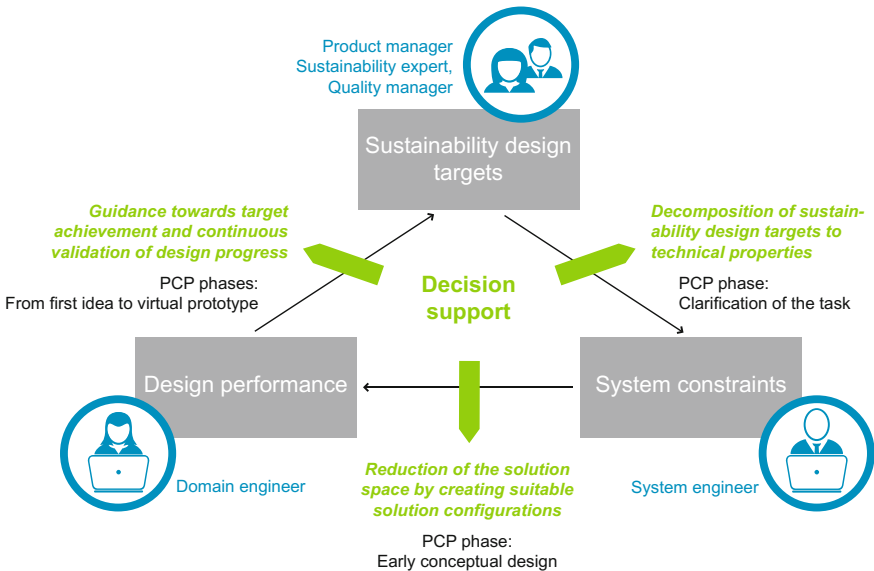 Product manager
Sustainability expert,
Quality manager
Sustainability design
targets
Guidance towards target
achievement and continuous
validation of design progress
PCP phases:
From first idea to virtual prototype
Decomposition of sustain-
ability design targets to
technical properties
PCP phase:
Clarification of the task
Decision
support
Design performance
System constraints
Domain engineer
System engineer
Reduction of the solution
space by creating suitable
solution configurations
PCP phase:
Early conceptual design